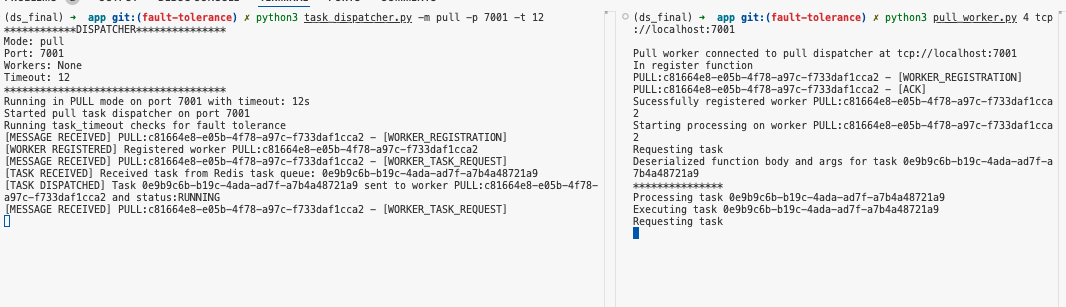 (ds_final) ➜  app git:(fault-tolerance) ✗ python3 task_dispatcher.py -m pull -p 7001 -t 12
************DISPATCHER***************
Mode: pull
Port: 7001
Workers: None
Timeout: 12
*************************************
Running in PULL mode on port 7001 with timeout: 12s
Started pull task dispatcher on port 7001
Running task_timeout checks for fault tolerance
[MESSAGE RECEIVED] PULL:c81664e8-e05b-4f78-a97c-f733daf1cca2 – [WORKER_REGISTRATION]
[WORKER REGISTERED] Registered worker PULL:c81664e8-e05b-4f78-a97c-f733daf1cca2
[MESSAGE RECEIVED] PULL:c81664e8-e05b-4f78-a97c-f733daf1cca2 – [WORKER_TASK_REQUEST]
[TASK RECEIVED] Received task from Redis task queue: 0e9b9c6b-b19c-4ada-ad7f-a7b4a48721a9
[TASK DISPATCHED] Task 0e9b9c6b-b19c-4ada-ad7f-a7b4a48721a9 sent to worker PULL:c81664e8-e05b-4f78-
a97c-f733daf1cca2 and status:RUNNING
[MESSAGE RECEIVED] PULL:c81664e8-e05b-4f78-a97c-f733daf1cca2 – [WORKER_TASK_REQUEST]
(ds_final) ➜  app git:(fault-tolerance) ✗ python3 pull_worker.py 4 tcp
://localhost:7001
Pull worker connected to pull dispatcher at tcp://localhost:7001
In register function
PULL:c81664e8-e05b-4f78-a97c-f733daf1cca2 – [WORKER_REGISTRATION]
PULL:c81664e8-e05b-4f78-a97c-f733daf1cca2 – [ACK]
Sucessfully registered worker PULL:c81664e8-e05b-4f78-a97c-f733daf1cca
2
Starting processing on worker PULL:c81664e8-e05b-4f78-a97c-f733daf1cca
2
Requesting task
Deserialized function body and args for task 0e9b9c6b-b19c-4ada-ad7f-a
7b4a48721a9
***************
Processing task 0e9b9c6b-b19c-4ada-ad7f-a7b4a48721a9
Executing task 0e9b9c6b-b19c-4ada-ad7f-a7b4a48721a9
Requesting task